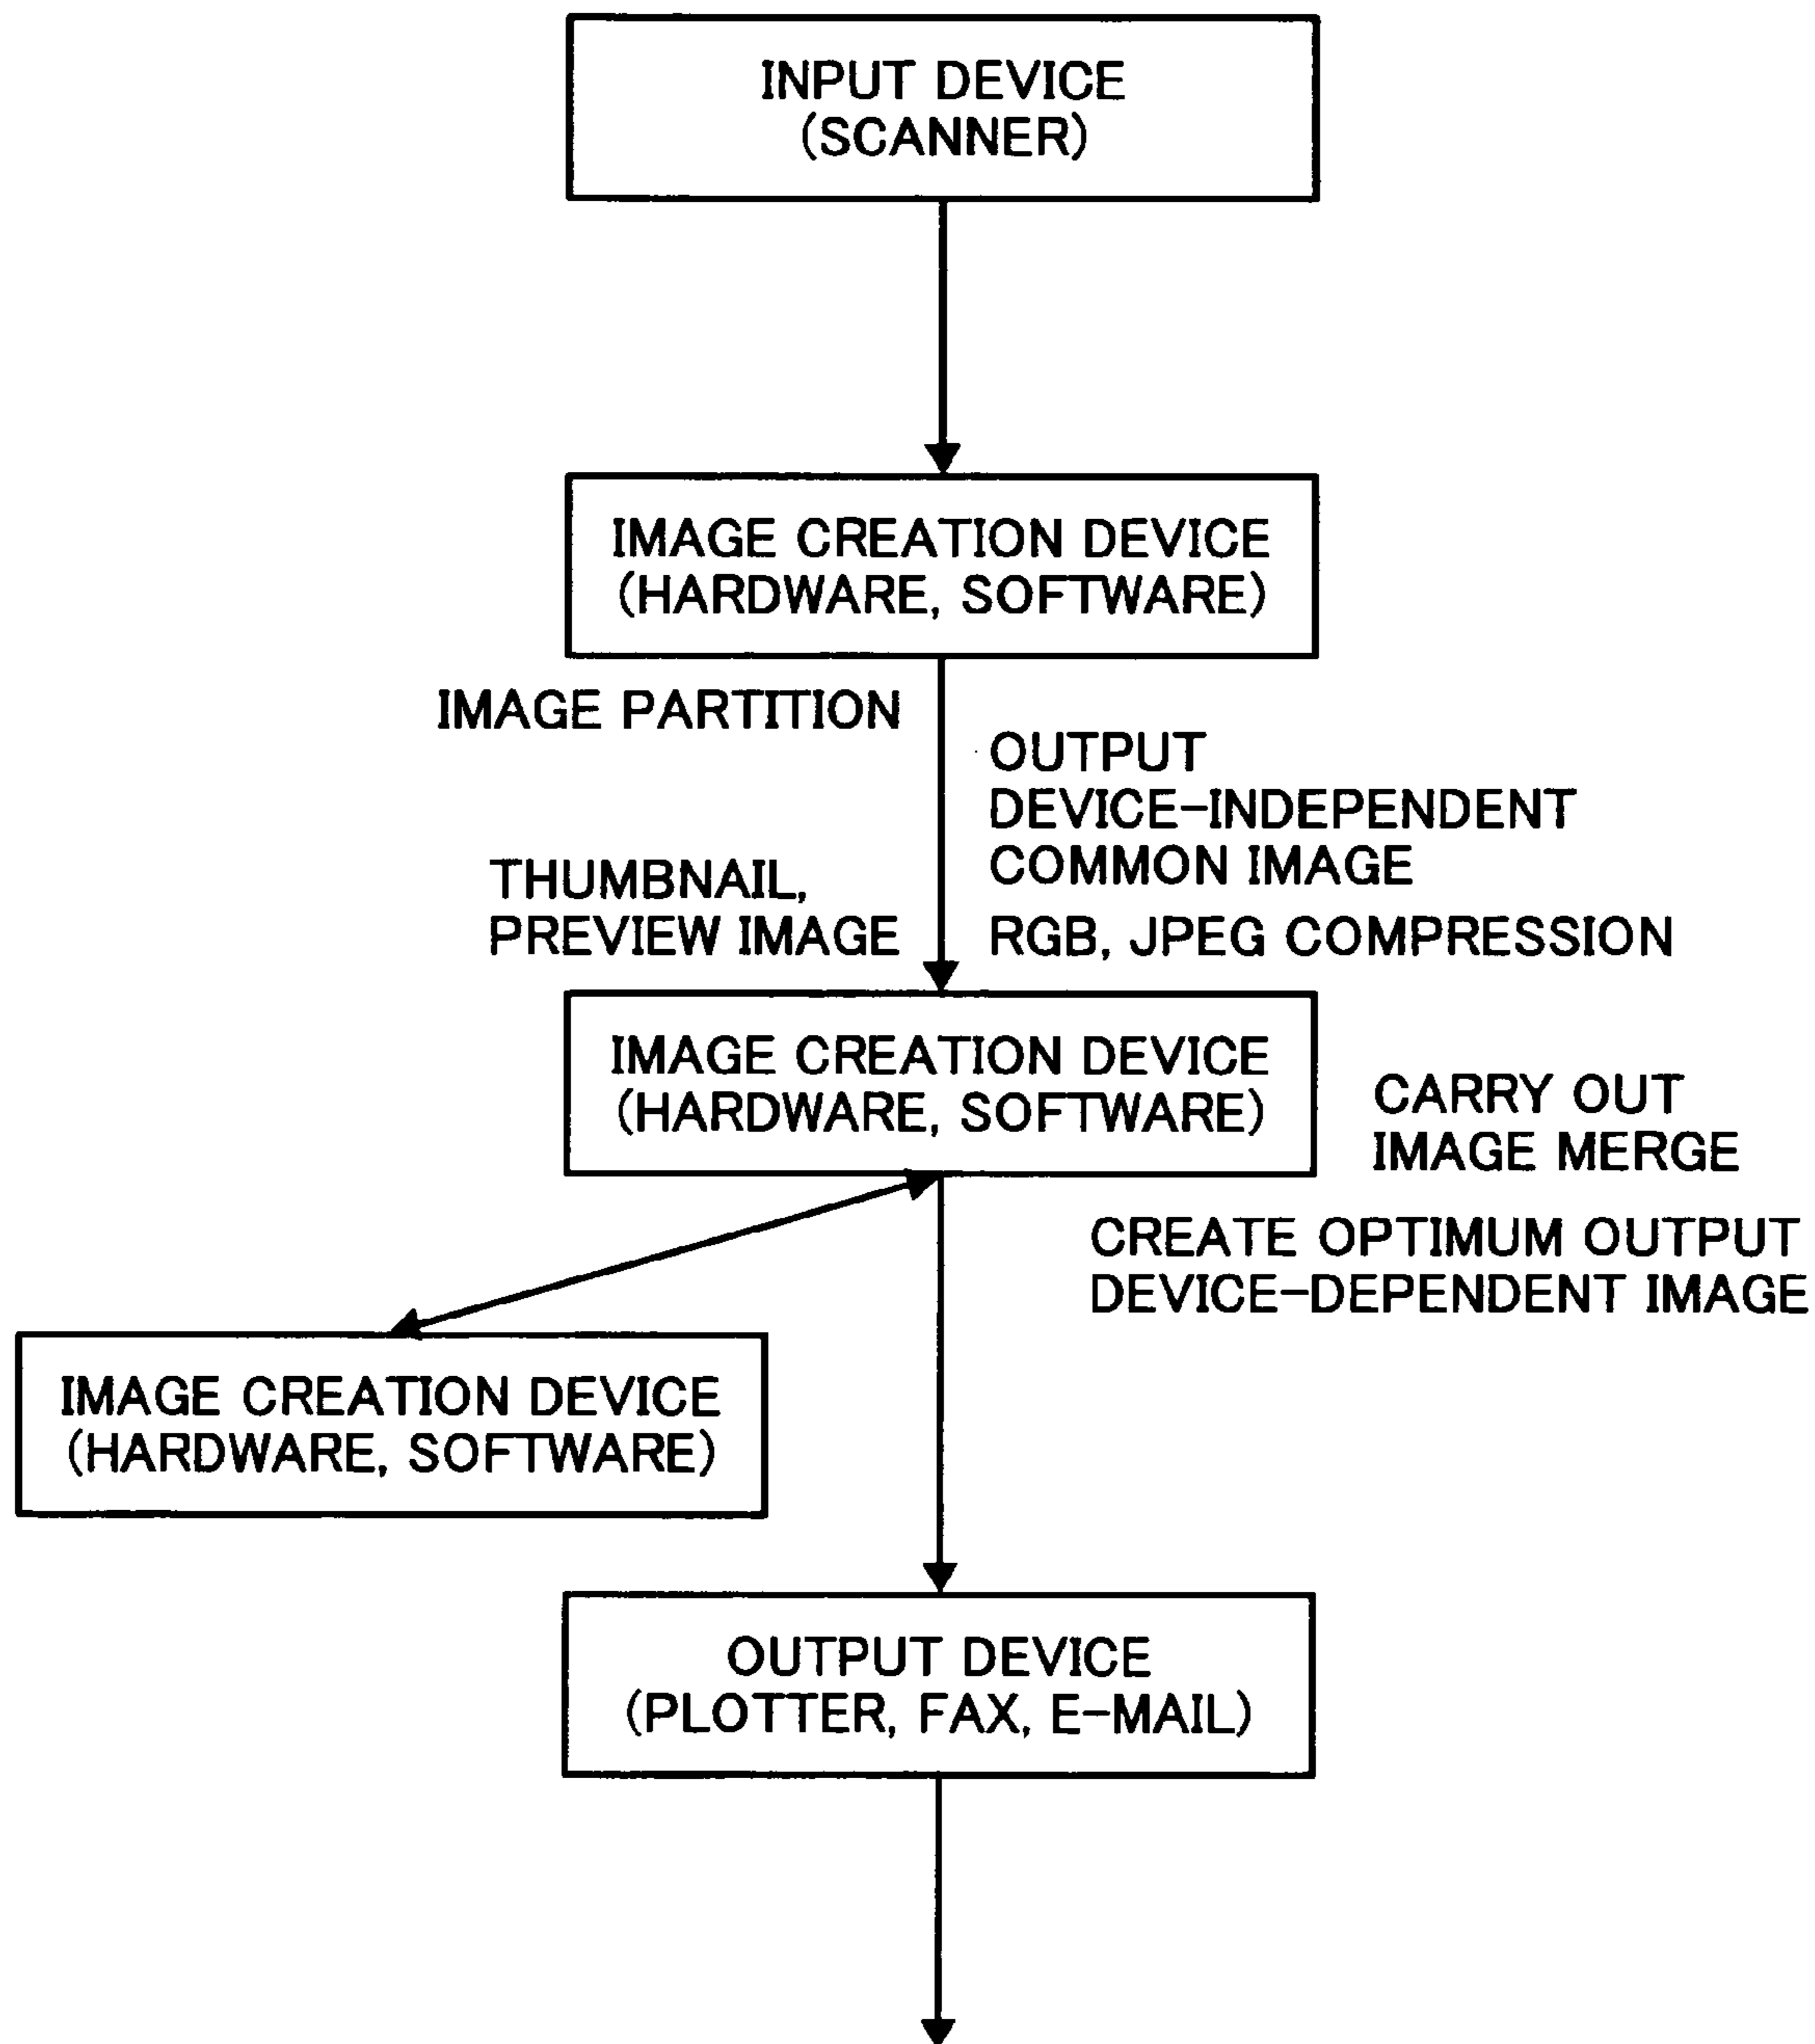 INPUT DEVICE
(SCANNER)
IMAGE CREATION DEVICE
(HARDWARE, SOFTWARE)
IMAGE PARTITION
OUTPUT
DEVICE-INDEPENDENT
COMMON IMAGE
THUMBNAIL,
PREVIEW IMAGE
RGB, JPEG COMPRESSION
IMAGE CREATION DEVICE
(HARDWARE, SOFTWARE)
CARRY OUT
IMAGE MERGE
CREATE OPTIMUM OUTPUT
DEVICE-DEPENDENT IMAGE
IMAGE CREATION DEVICE
(HARDWARE, SOFTWARE)
OUTPUT DEVICE
(PLOTTER, FAX, E-MAIL)